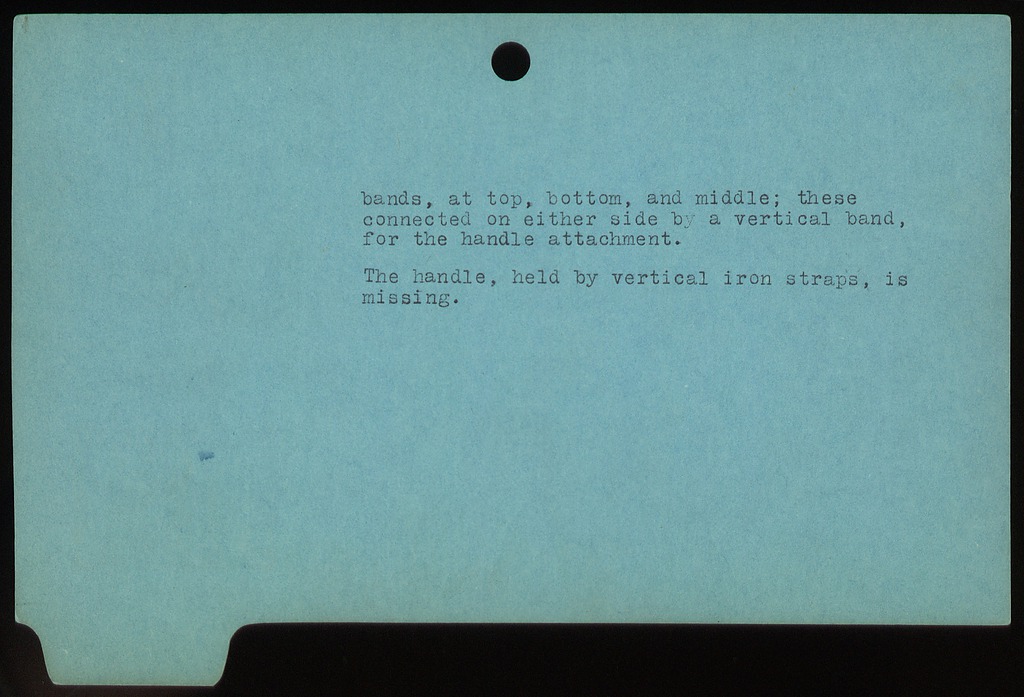 bands, at top, bottom, and middle; these
connected on either side by a vertical band,
for the handle attachment.
The handle, held by vertical iron straps, is
missing.